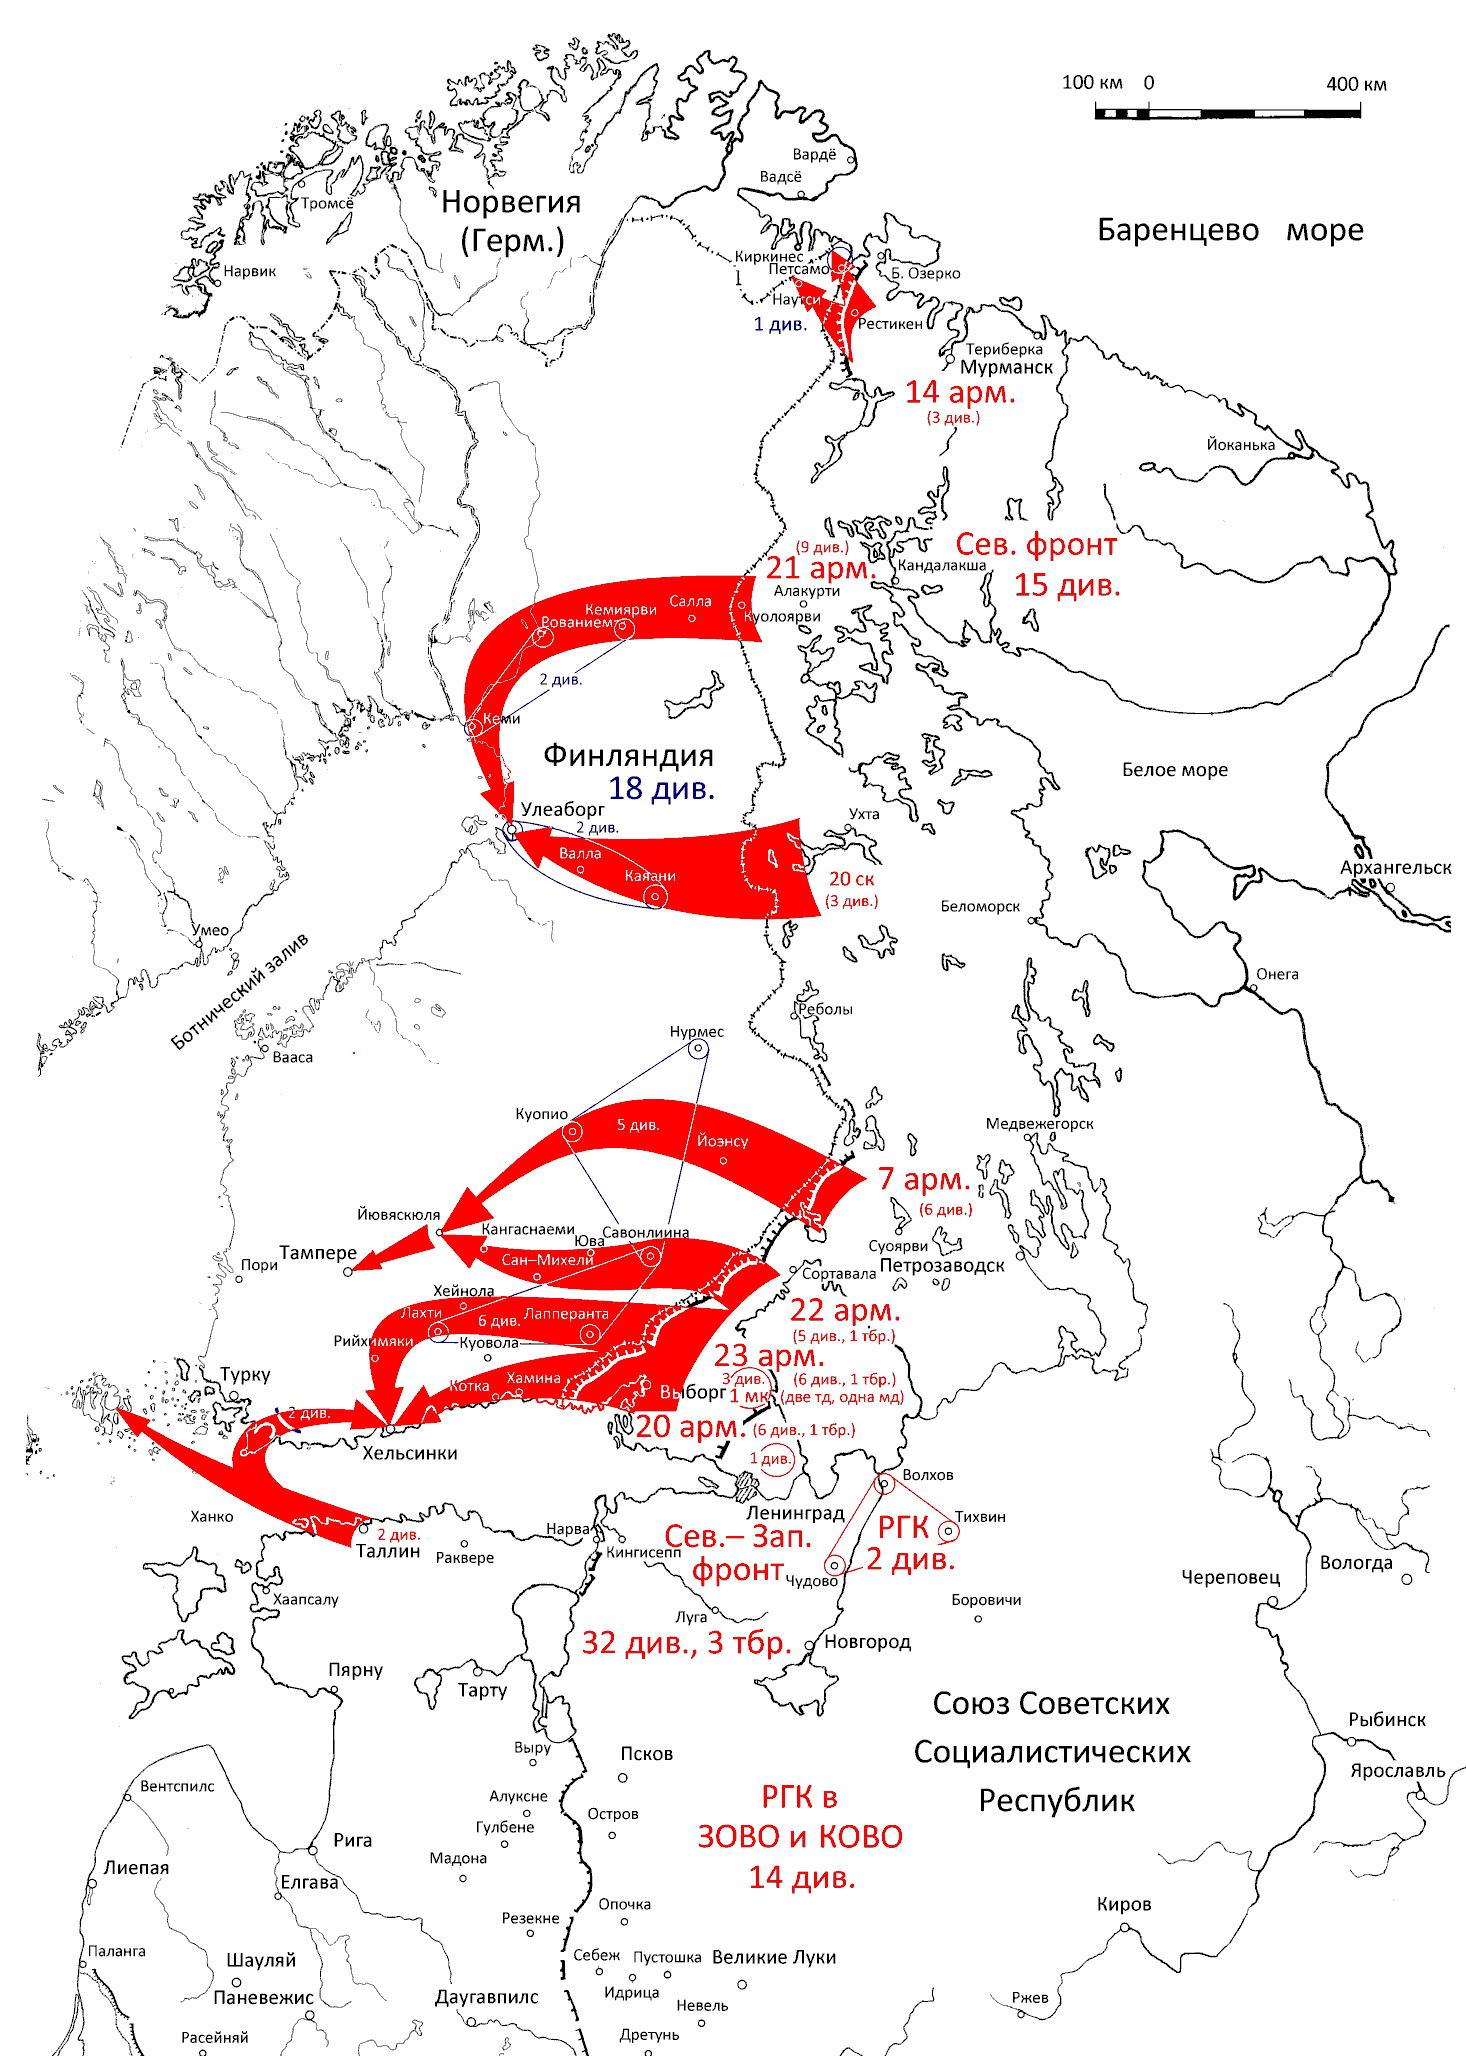 100 км 0 400 км
Вардё
Вадсё
Норвегия
(Герм.)
Тромсё
Баренцево море
Нарвик
Киркинес
Петсамо
Б. Озерко
Наутси
1 див.
Рестикен
Териберка
Мурманск
14 арм.
(3 див.)
Йоканька
Сев. фронт
15 див.
(9 див.)
21 арм.
Кандалакша
Алакурти
Куолоярви
Салла
Кемиярви
Рованиеми
2 див.
Кеми
Финляндия
18 див.
Белое море
Улеаборг
2 див.
Ухта
Валла
Каяани
20 ск
(3 див.)
Архангельск
Беломорск
Умео
Ботнический залив
Онега
Реболы
Нурмес
Вааса
Куопио
5 див.
Йоэнсу
Медвежегорск
7 арм.
(6 див.)
Йювяскюля
Кангаснаеми
Юва
Савонлиина
Суоярви
Тампере
Сан–Михели
Петрозаводск
Пори
Сортавала
Хейнола
Лахти
6 див.
Лапперанта
22 арм.
(5 див., 1 тбр.)
Рийхимяки
Куовола
23 арм.
3 див.
(6 див., 1 тбр.)
Турку
Котка
Хамина
Выборг
1 мк
(две тд, одна мд)
2 див.
20 арм.
(6 див., 1 тбр.)
Хельсинки
1 див.
Волхов
Ханко
Ленинград
Тихвин
2 див.
Таллин
Нарва
Сев.– Зап.
фронт
РГК
2 див.
Раквере
Кингисепп
Чудово
Вологда
Череповец
Хаапсалу
Луга
Боровичи
32 див., 3 тбр.
Новгород
Пярну
Тарту
Союз Советских
Социалистических
Республик
Рыбинск
Выру
Псков
Ярославль
Вентспилс
Алуксне
Остров
РГК в
ЗОВО и КОВО
14 див.
Гулбене
Рига
Мадона
Лиепая
Елгава
Опочка
Киров
Резекне
Паланга
Шауляй
Себеж
Пустошка
Великие Луки
Идрица
Паневежис
Даугавпилс
Невель
Ржев
Расейняй
Дретунь